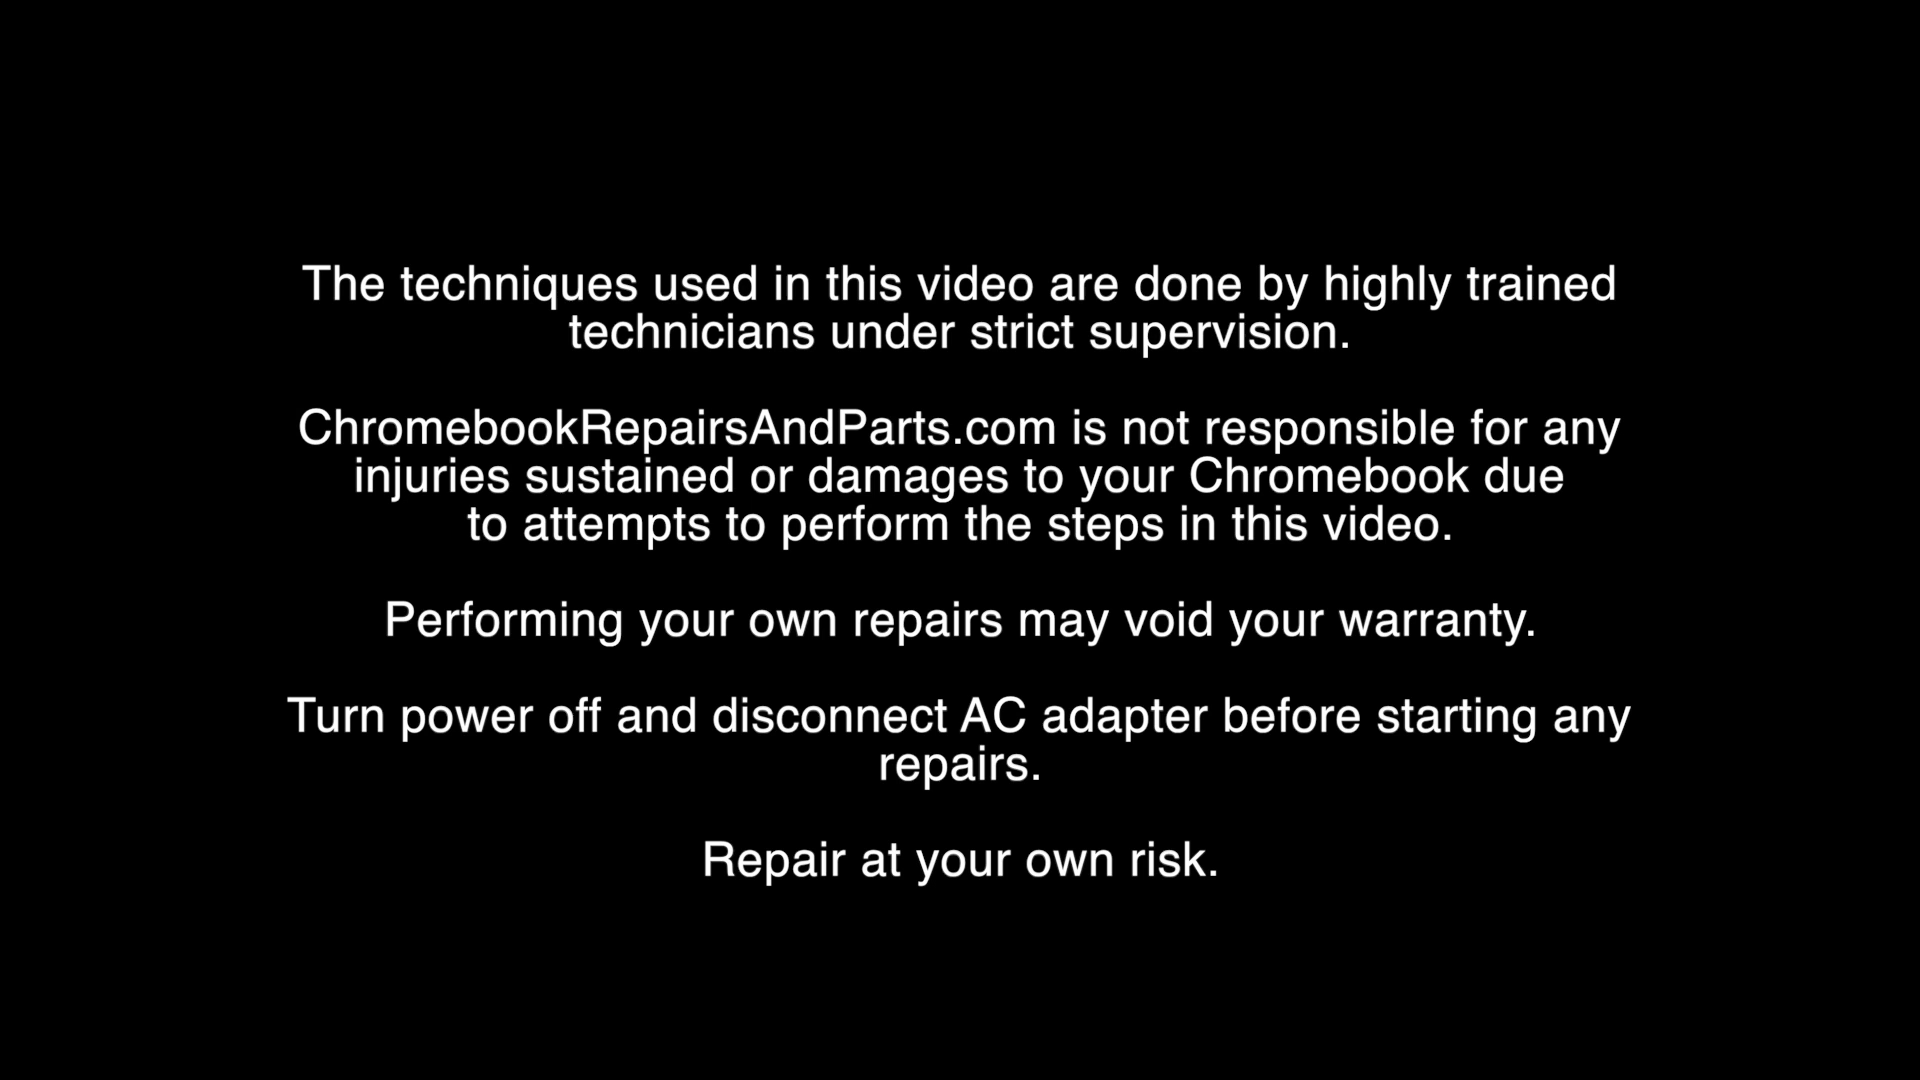 The techniques used in this video are done by highly trained
technicians under strict supervision.
ChromebookRepairsAndParts.com is not responsible for any
injuries sustained or damages to your Chromebook due
to attempts to perform the steps in this video.
Performing your own repairs may void your warranty.
Turn power off and disconnect AC adapter before starting any
repairs.
Repair at your own risk.